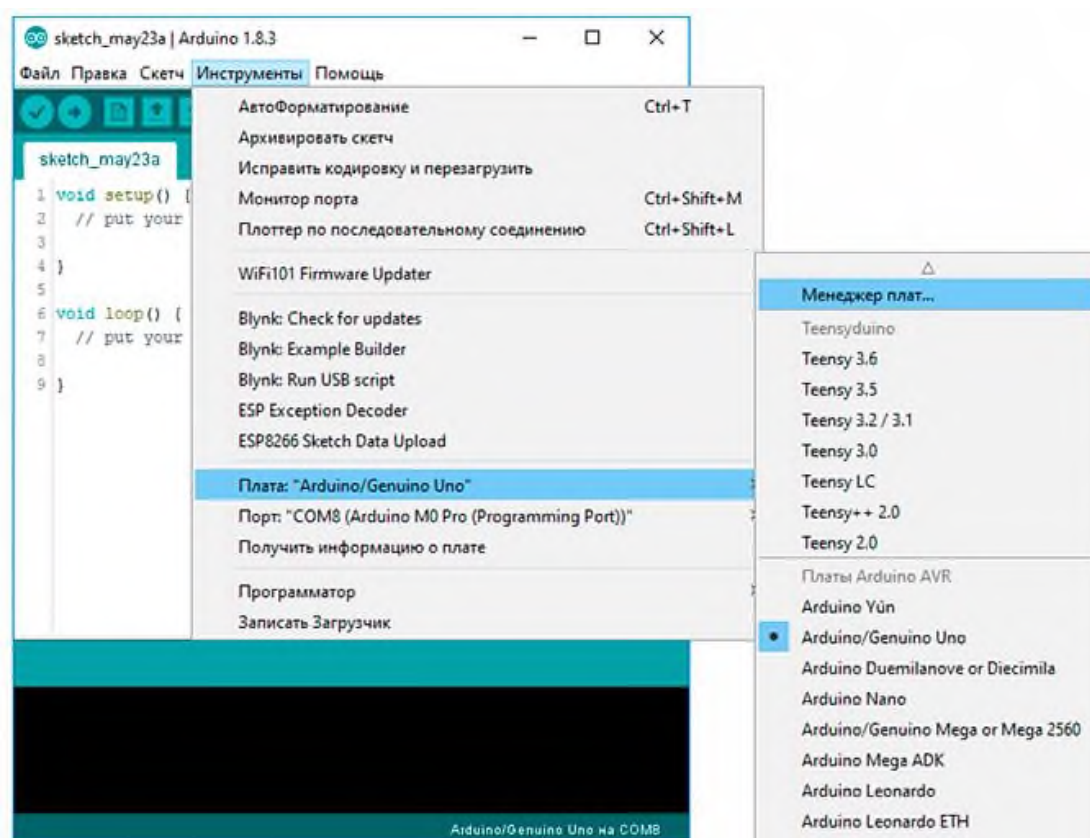 sketch_may23a | Arduino 1.8.3
Файл Правка Скетч Инструменты Помощь
sketch_may23a
1 void setup() {
2 // put your
3
4 }
5
6 void loop() {
7 // put your
8
9 }
АвтоФорматирование Ctrl+T
Архивировать скетч
Исправить кодировку и перезагрузить
Монитор порта Ctrl+Shift+M
Плоттер по последовательному соединению Ctrl+Shift+L
WiFi101 Firmware Updater
Blynk: Check for updates
Blynk: Example Builder
Blynk: Run USB script
ESP Exception Decoder
ESP8266 Sketch Data Upload
Плата: "Arduino/Genuino Uno"
Порт: "COM8 (Arduino M0 Pro (Programming Port))"
Получить информацию о плате
Программатор
Записать Загрузчик
Менеджер плат...
Teensyduino
Teensy 3.6
Teensy 3.5
Teensy 3.2 / 3.1
Teensy 3.0
Teensy LC
Teensy++ 2.0
Teensy 2.0
Платы Arduino AVR
Arduino Yún
Arduino/Genuino Uno
Arduino Duemilanove or Diecimila
Arduino Nano
Arduino/Genuino Mega or Mega 2560
Arduino Mega ADK
Arduino Leonardo
Arduino Leonardo ETH
Arduino/Genuino Uno на COM8